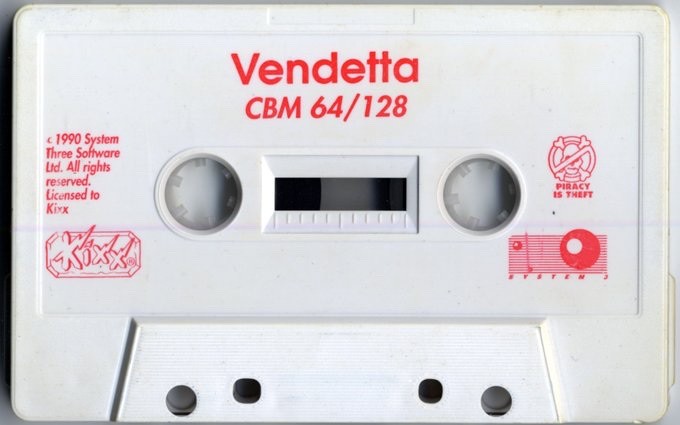 Vendetta
CBM 64/128
c 1990 System
Three Software
Ltd. All rights
reserved.
Licensed to
Kixx
Kixx®
PIRACY
IS THEFT
SYSTEM 3